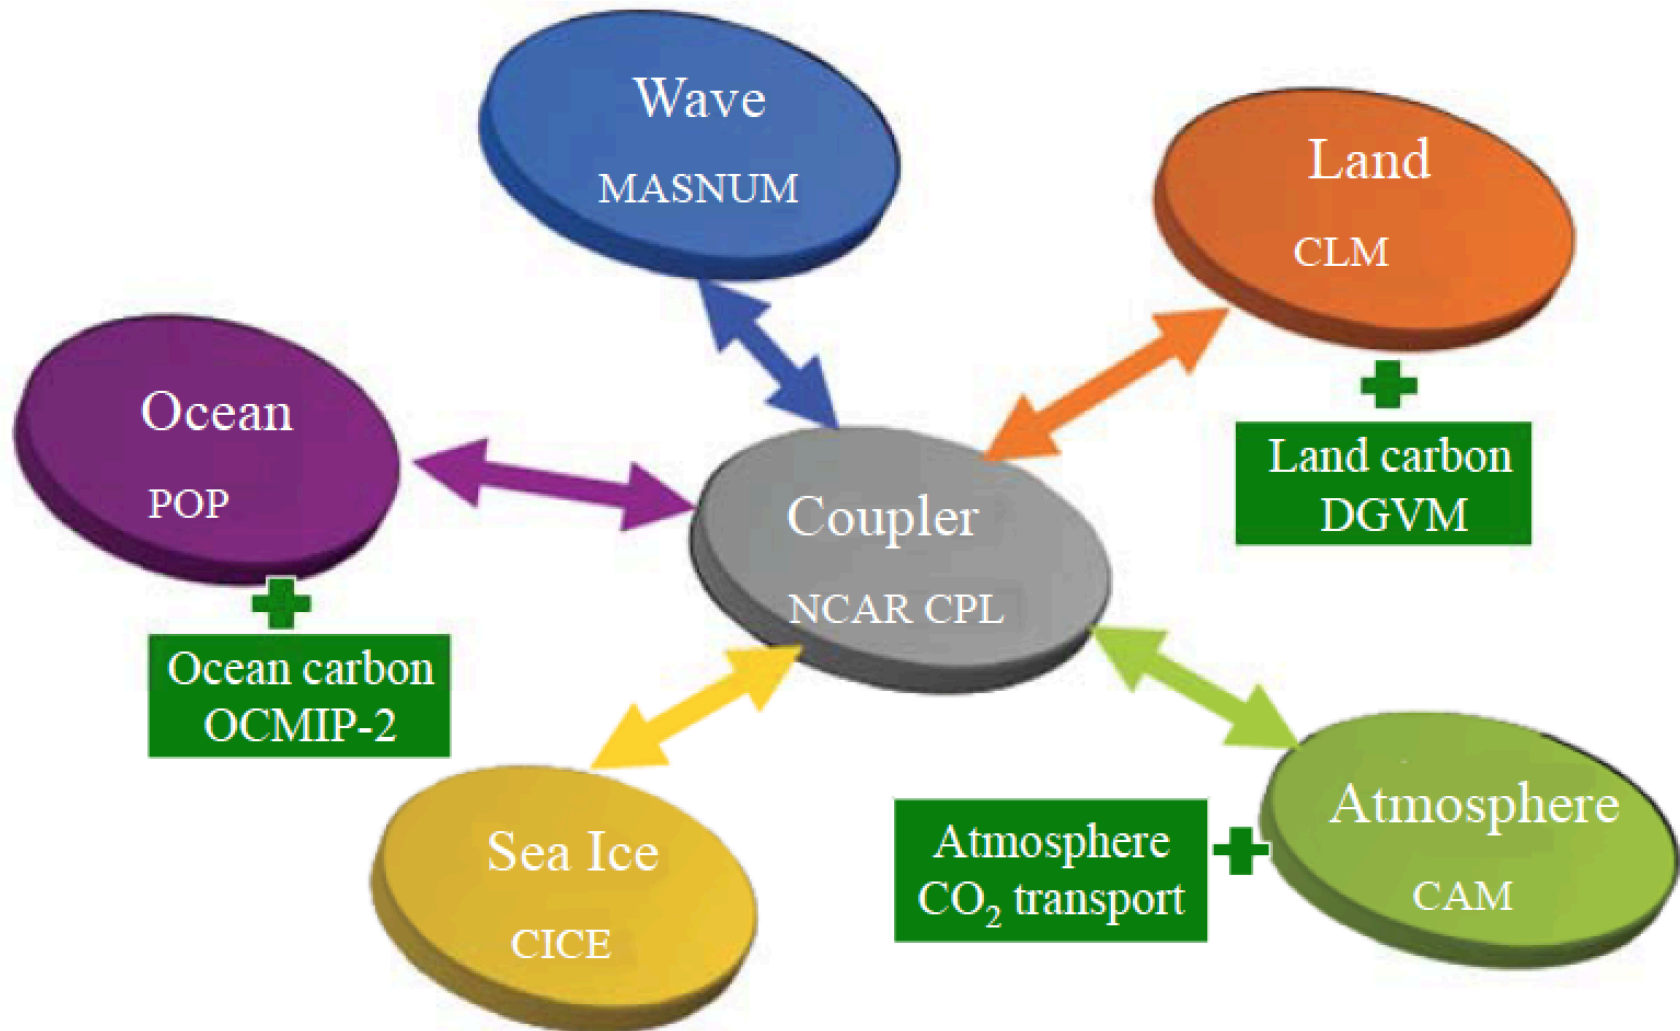 Wave
MASNUM
Land
CLM
Ocean
POP
Land carbon
DGVM
Coupler
NCAR CPL
Ocean carbon
OCMIP-2
Sea Ice
CICE
Atmosphere
CO₂ transport
Atmosphere
CAM